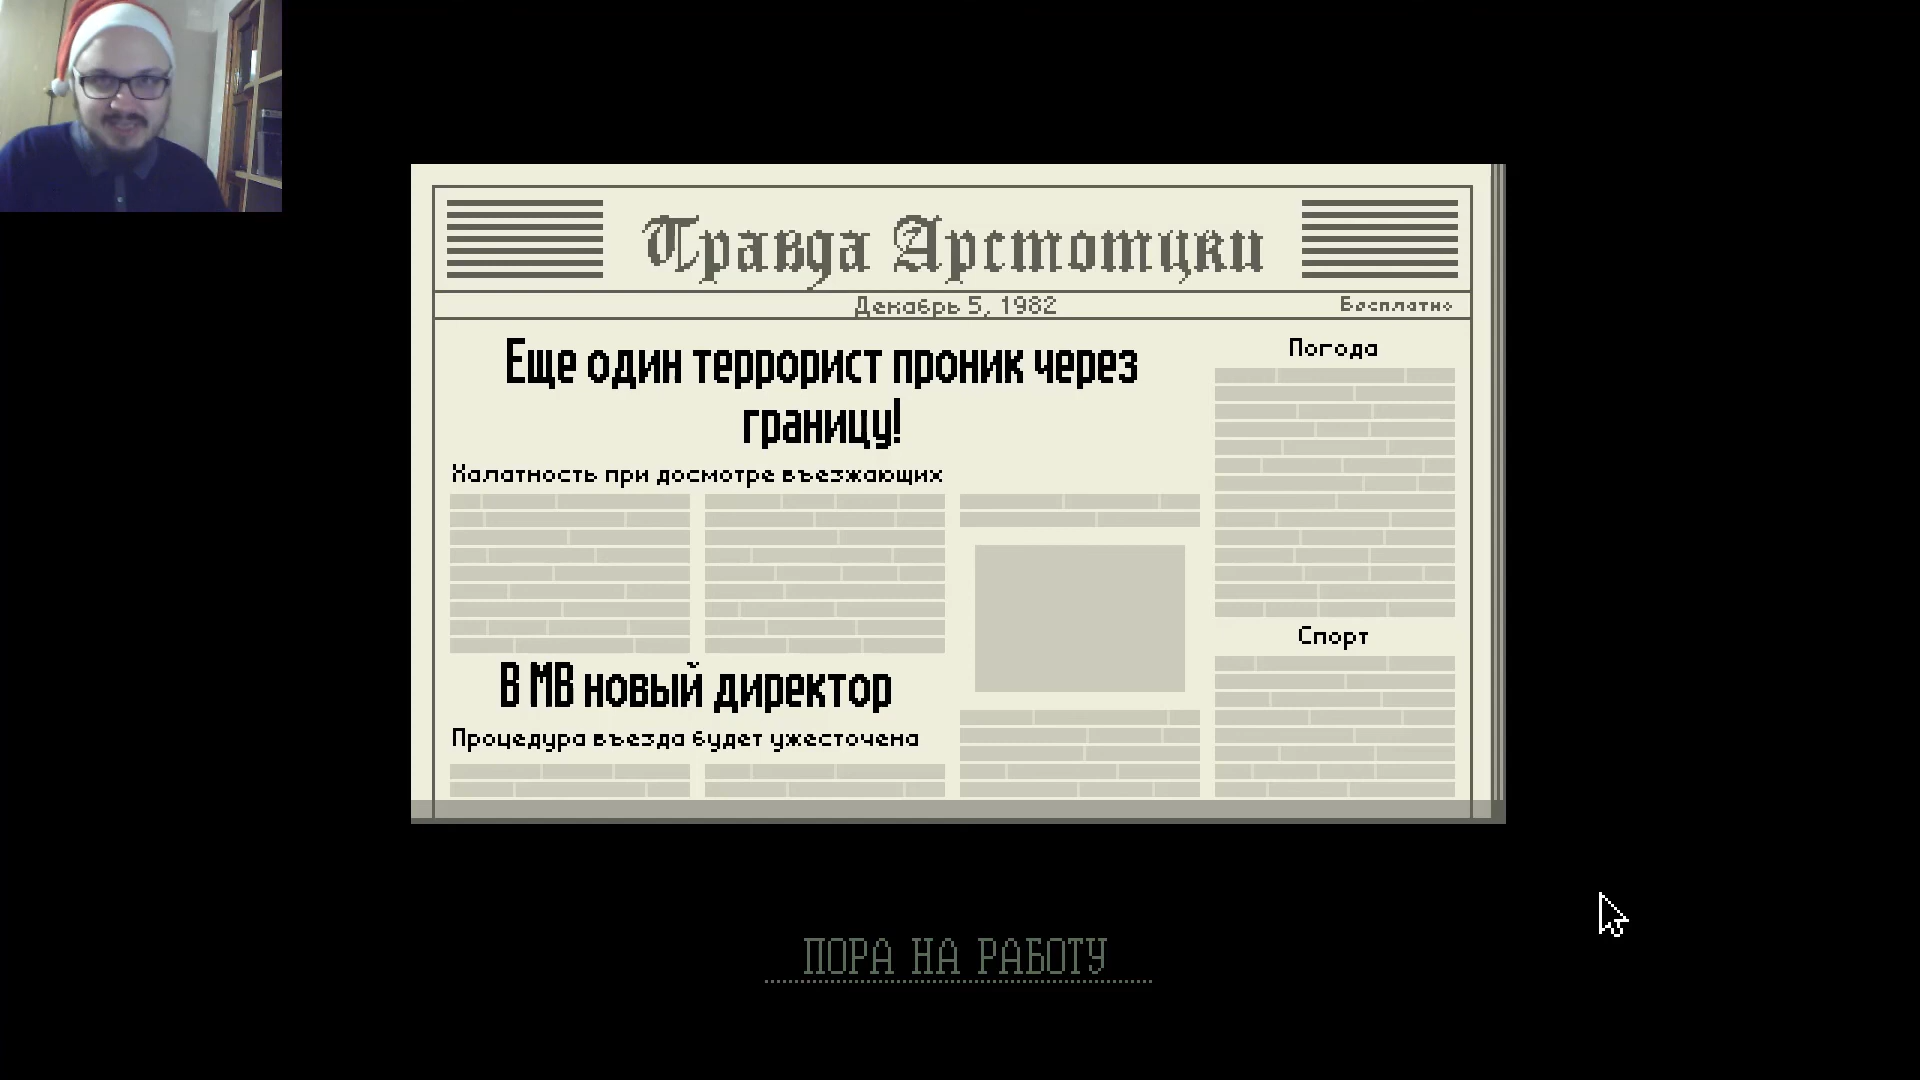 Правда Арстотцки
Декабрь 5, 1982
Бесплатно
Еще один террорист проник через
границу!
Халатность при досмотре въезжающих
В МВ новый директор
Процедура въезда будет ужесточена
Погода
Спорт
ПОРА НА РАБОТУ